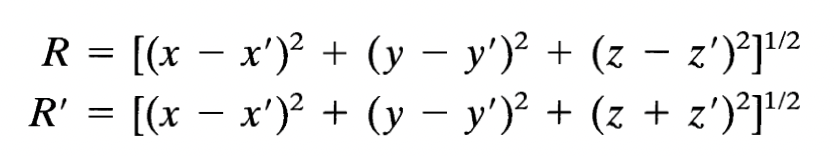 R = [(x − x′)² + (y − y′)² + (z − z′)²]¹/²
R′ = [(x − x′)² + (y − y′)² + (z + z′)²]¹/²